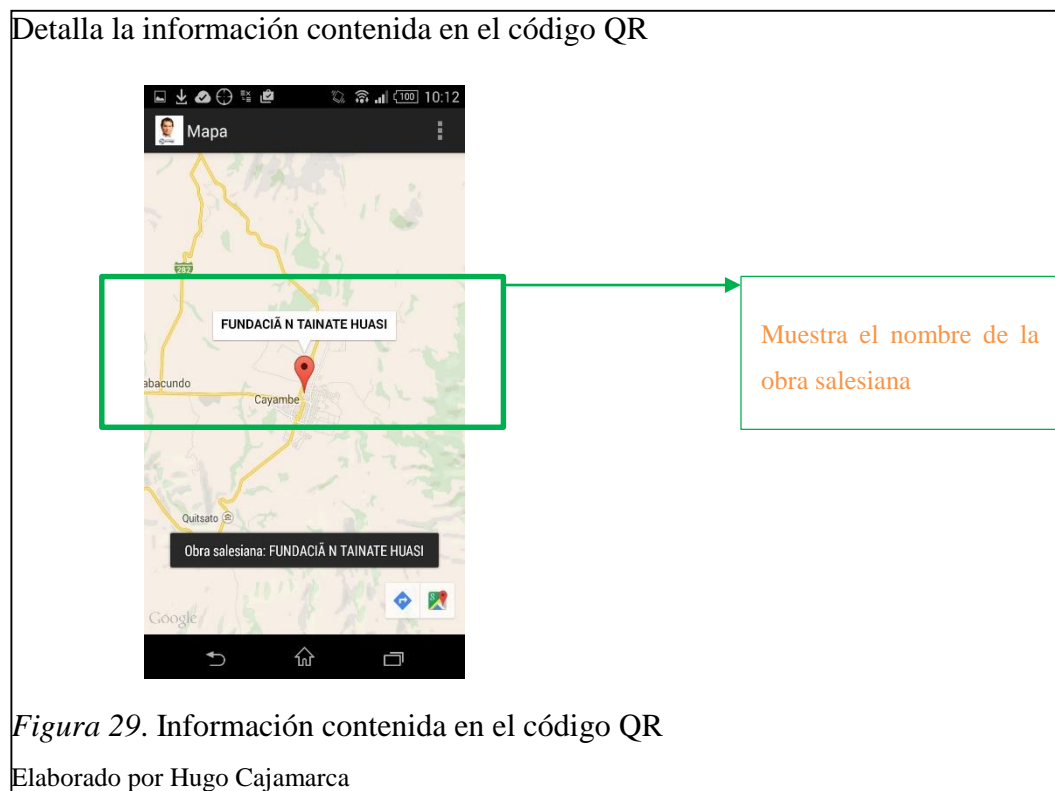 Detalla la información contenida en el código QR
100 10:12
Mapa
282
FUNDACIÃ N TAINATE HUASI
abacundo
Cayambe
Muestra el nombre de la
obra salesiana
Quitsato
Obra salesiana: FUNDACIÃ N TAINATE HUASI
Google
Figura 29. Información contenida en el código QR
Elaborado por Hugo Cajamarca